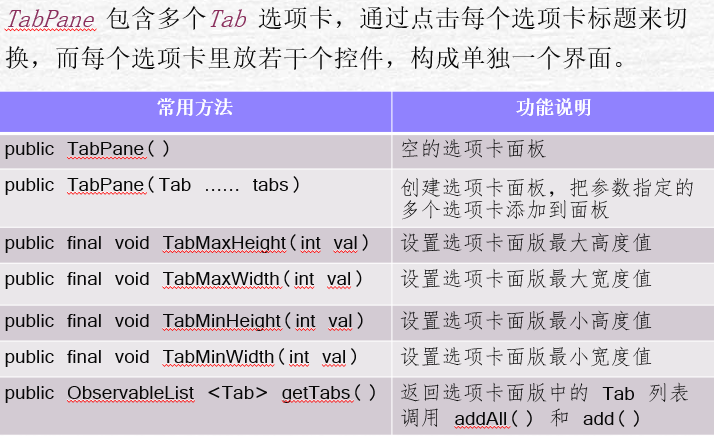 TabPane 包含多个Tab 选项卡，通过点击每个选项卡标题来切
换，而每个选项卡里放若干个控件，构成单独一个界面。
常用方法 功能说明
public TabPane() 空的选项卡面板
public TabPane(Tab …… tabs) 创建选项卡面板，把参数指定的
多个选项卡添加到面板
public final void TabMaxHeight(int val) 设置选项卡面版最大高度值
public final void TabMaxWidth(int val) 设置选项卡面版最大宽度值
public final void TabMinHeight(int val) 设置选项卡面版最小高度值
public final void TabMinWidth(int val) 设置选项卡面版最小宽度值
public ObservableList <Tab> getTabs() 返回选项卡面版中的 Tab 列表
调用 addAll() 和 add()